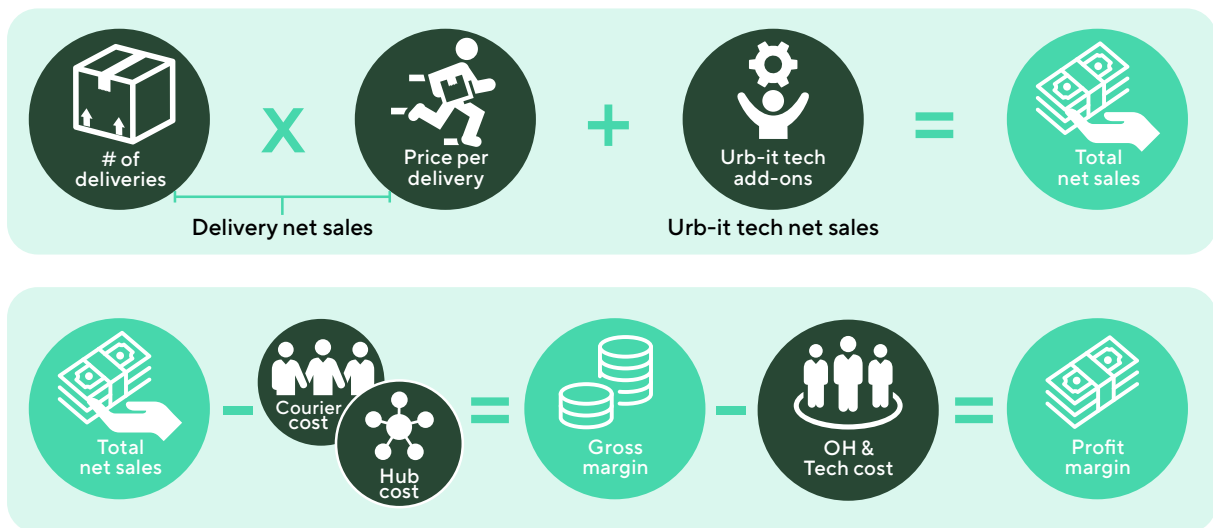 # of
deliveries
X
Price per
delivery
+
Urb-it tech
add-ons
=
Total
net sales
Delivery net sales
Urb-it tech net sales
Total
net sales
-
Courier
cost
Hub
cost
=
Gross
margin
-
OH &
Tech cost
=
Profit
margin